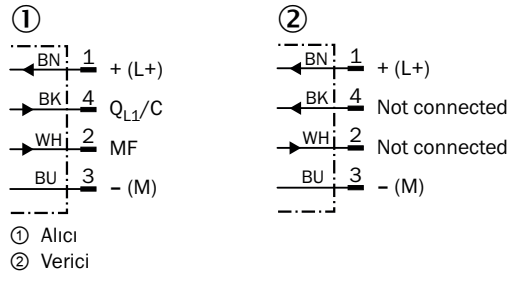 ① ②
BN 1 + (L+) BN 1 + (L+)
BK 4 QL1/C BK 4 Not connected
WH 2 MF WH 2 Not connected
BU 3 − (M) BU 3 − (M)
① Alıcı
② Verici